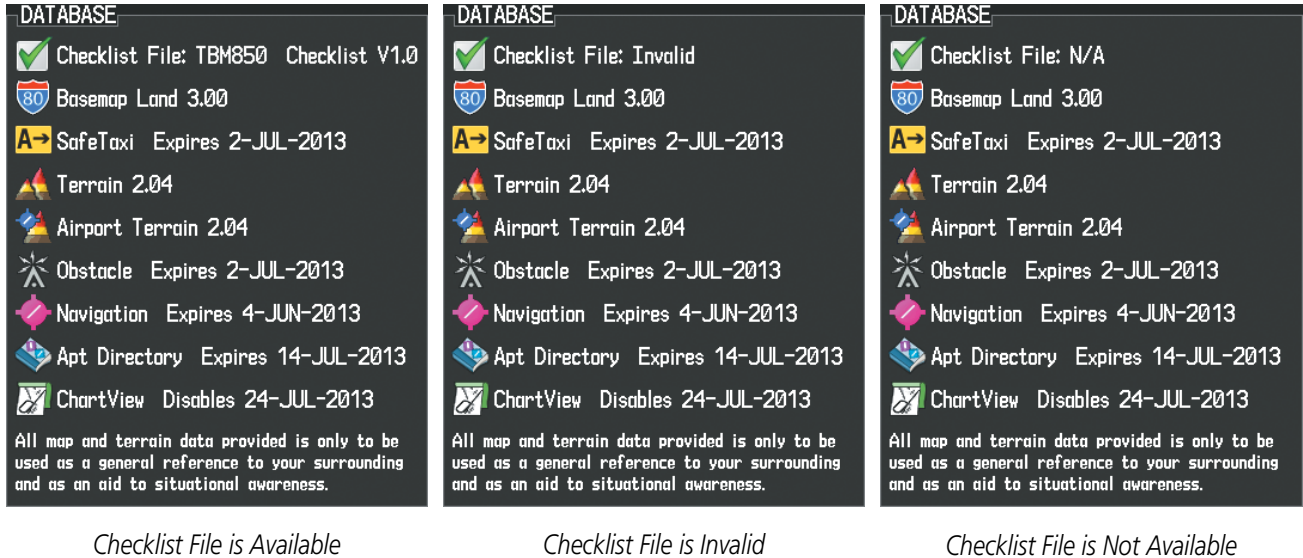 DATABASE
Checklist File: TBM850 Checklist V1.0
80 Basemap Land 3.00
A→ SafeTaxi Expires 2-JUL-2013
Terrain 2.04
Airport Terrain 2.04
Obstacle Expires 2-JUL-2013
Navigation Expires 4-JUN-2013
Apt Directory Expires 14-JUL-2013
ChartView Disables 24-JUL-2013
All map and terrain data provided is only to be
used as a general reference to your surrounding
and as an aid to situational awareness.
Checklist File is Available
DATABASE
Checklist File: Invalid
80 Basemap Land 3.00
A→ SafeTaxi Expires 2-JUL-2013
Terrain 2.04
Airport Terrain 2.04
Obstacle Expires 2-JUL-2013
Navigation Expires 4-JUN-2013
Apt Directory Expires 14-JUL-2013
ChartView Disables 24-JUL-2013
All map and terrain data provided is only to be
used as a general reference to your surrounding
and as an aid to situational awareness.
Checklist File is Invalid
DATABASE
Checklist File: N/A
80 Basemap Land 3.00
A→ SafeTaxi Expires 2-JUL-2013
Terrain 2.04
Airport Terrain 2.04
Obstacle Expires 2-JUL-2013
Navigation Expires 4-JUN-2013
Apt Directory Expires 14-JUL-2013
ChartView Disables 24-JUL-2013
All map and terrain data provided is only to be
used as a general reference to your surrounding
and as an aid to situational awareness.
Checklist File is Not Available